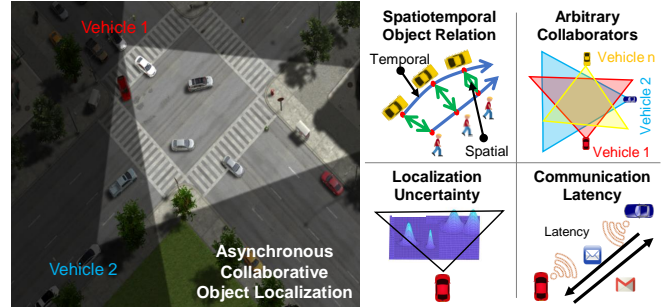 Vehicle 1
Vehicle 2
Asynchronous
Collaborative
Object Localization
Spatiotemporal
Object Relation
Temporal
Spatial
Arbitrary
Collaborators
Vehicle n
Vehicle 2
Vehicle 1
Localization
Uncertainty
Communication
Latency
Latency